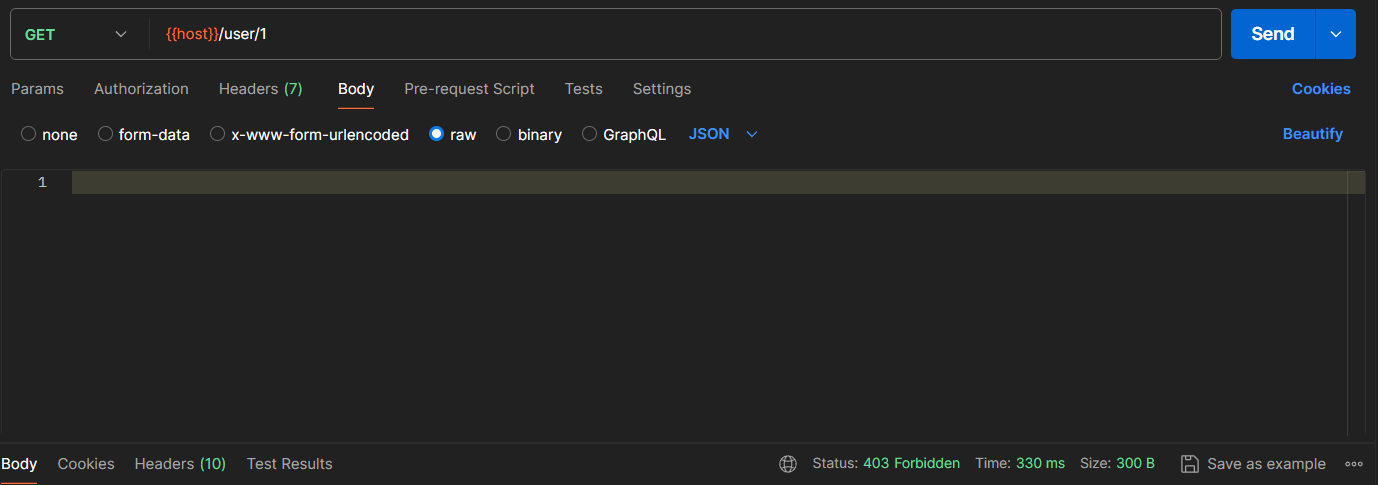 GET {{host}}/user/1 Send
Params Authorization Headers (7) Body Pre-request Script Tests Settings Cookies
none form-data x-www-form-urlencoded raw binary GraphQL JSON Beautify
1
Body Cookies Headers (10) Test Results Status: 403 Forbidden Time: 330 ms Size: 300 B Save as example